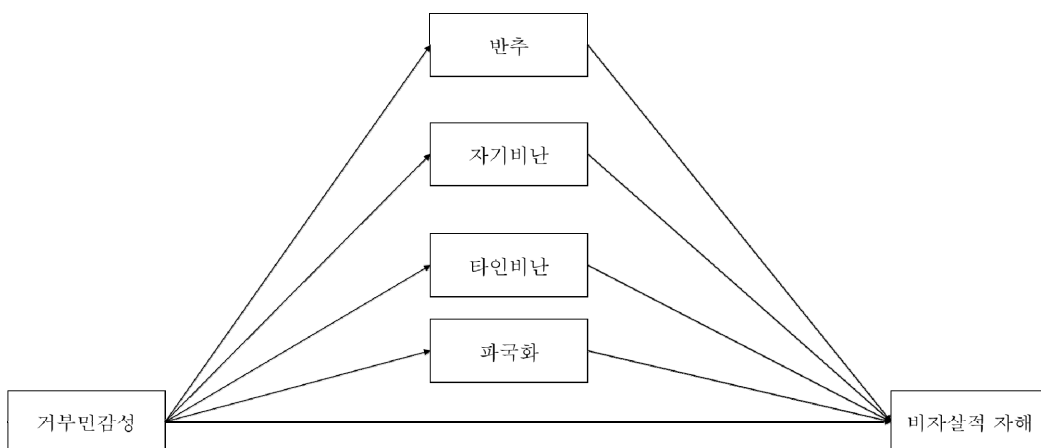 반추
자기비난
타인비난
파국화
거부민감성
비자살적 자해